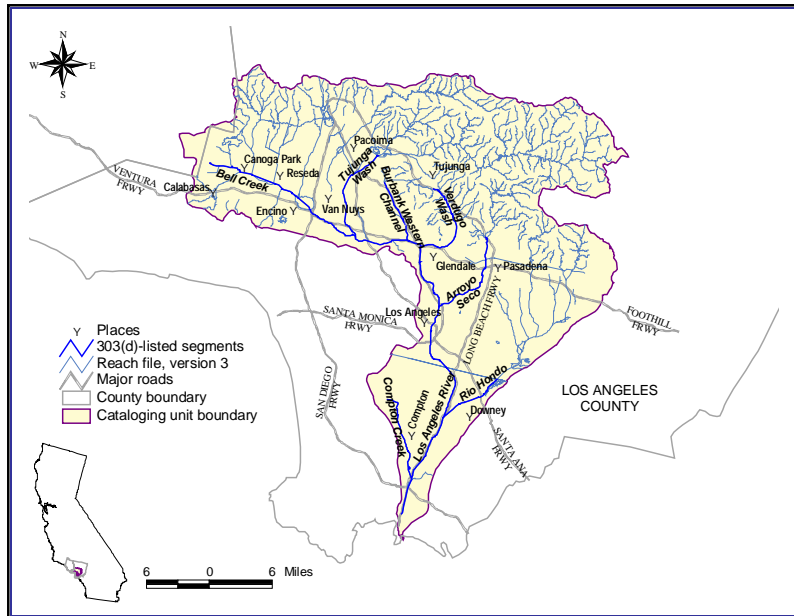 N
W E
S
Pacoima
Tujunga
Wash
Tujunga
Canoga Park
Reseda
Bell Creek
VENTURA
FRWY
Calabasas
Encino
Van Nuys
Burbank Western
Channel
Verdugo
Wash
Glendale
Pasadena
Arroyo
Seco
Los Angeles
SANTA MONICA
FRWY
LONG BEACH FRWY
FOOTHILL
FRWY
Places
303(d)-listed segments
Reach file, version 3
Major roads
County boundary
Cataloging unit boundary
SAN DIEGO
FRWY
Compton Creek
Compton
Los Angeles River
Rio Hondo
Downey
SANTA ANA
FRWY
LOS ANGELES
COUNTY
6 0 6 Miles